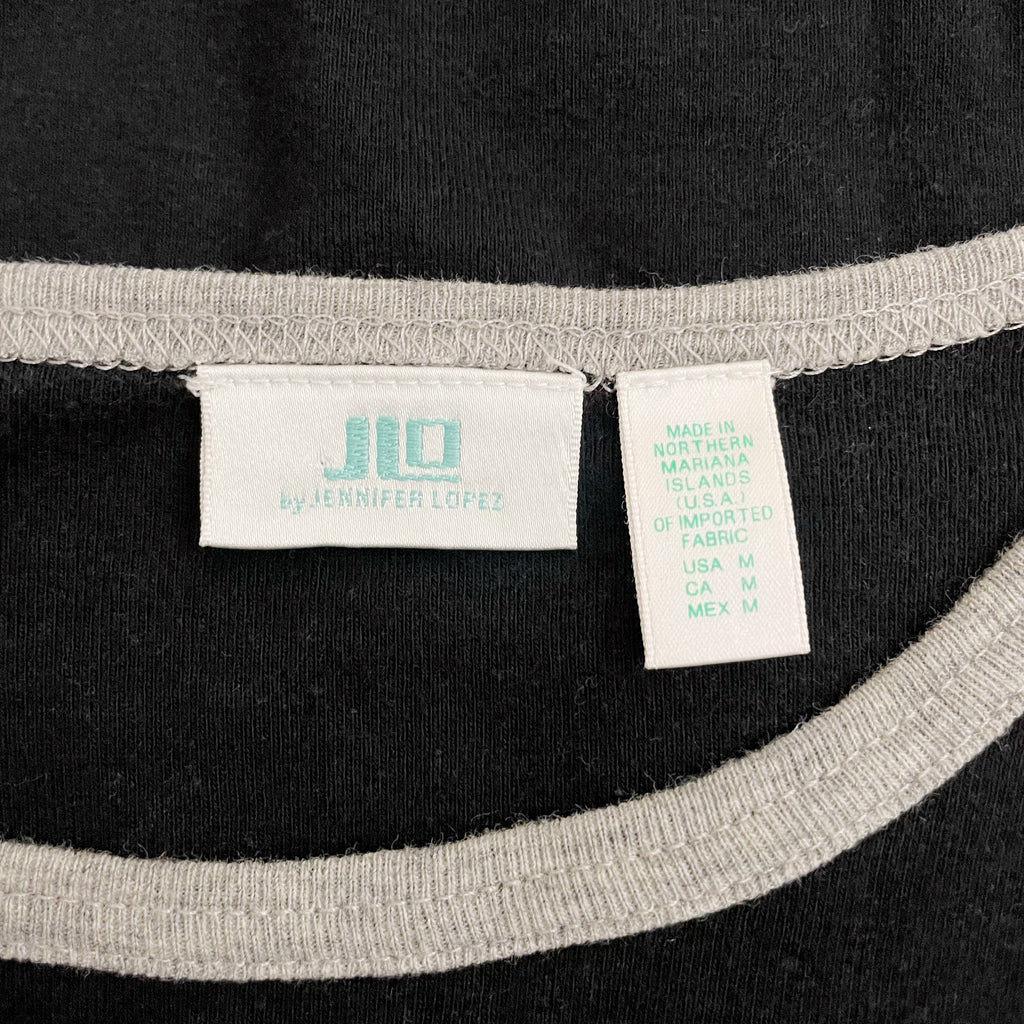 JLO
by JENNIFER LOPEZ
MADE IN
NORTHERN
MARIANA
ISLANDS
(U.S.A.)
OF IMPORTED
FABRIC
USA M
CA M
MEX M